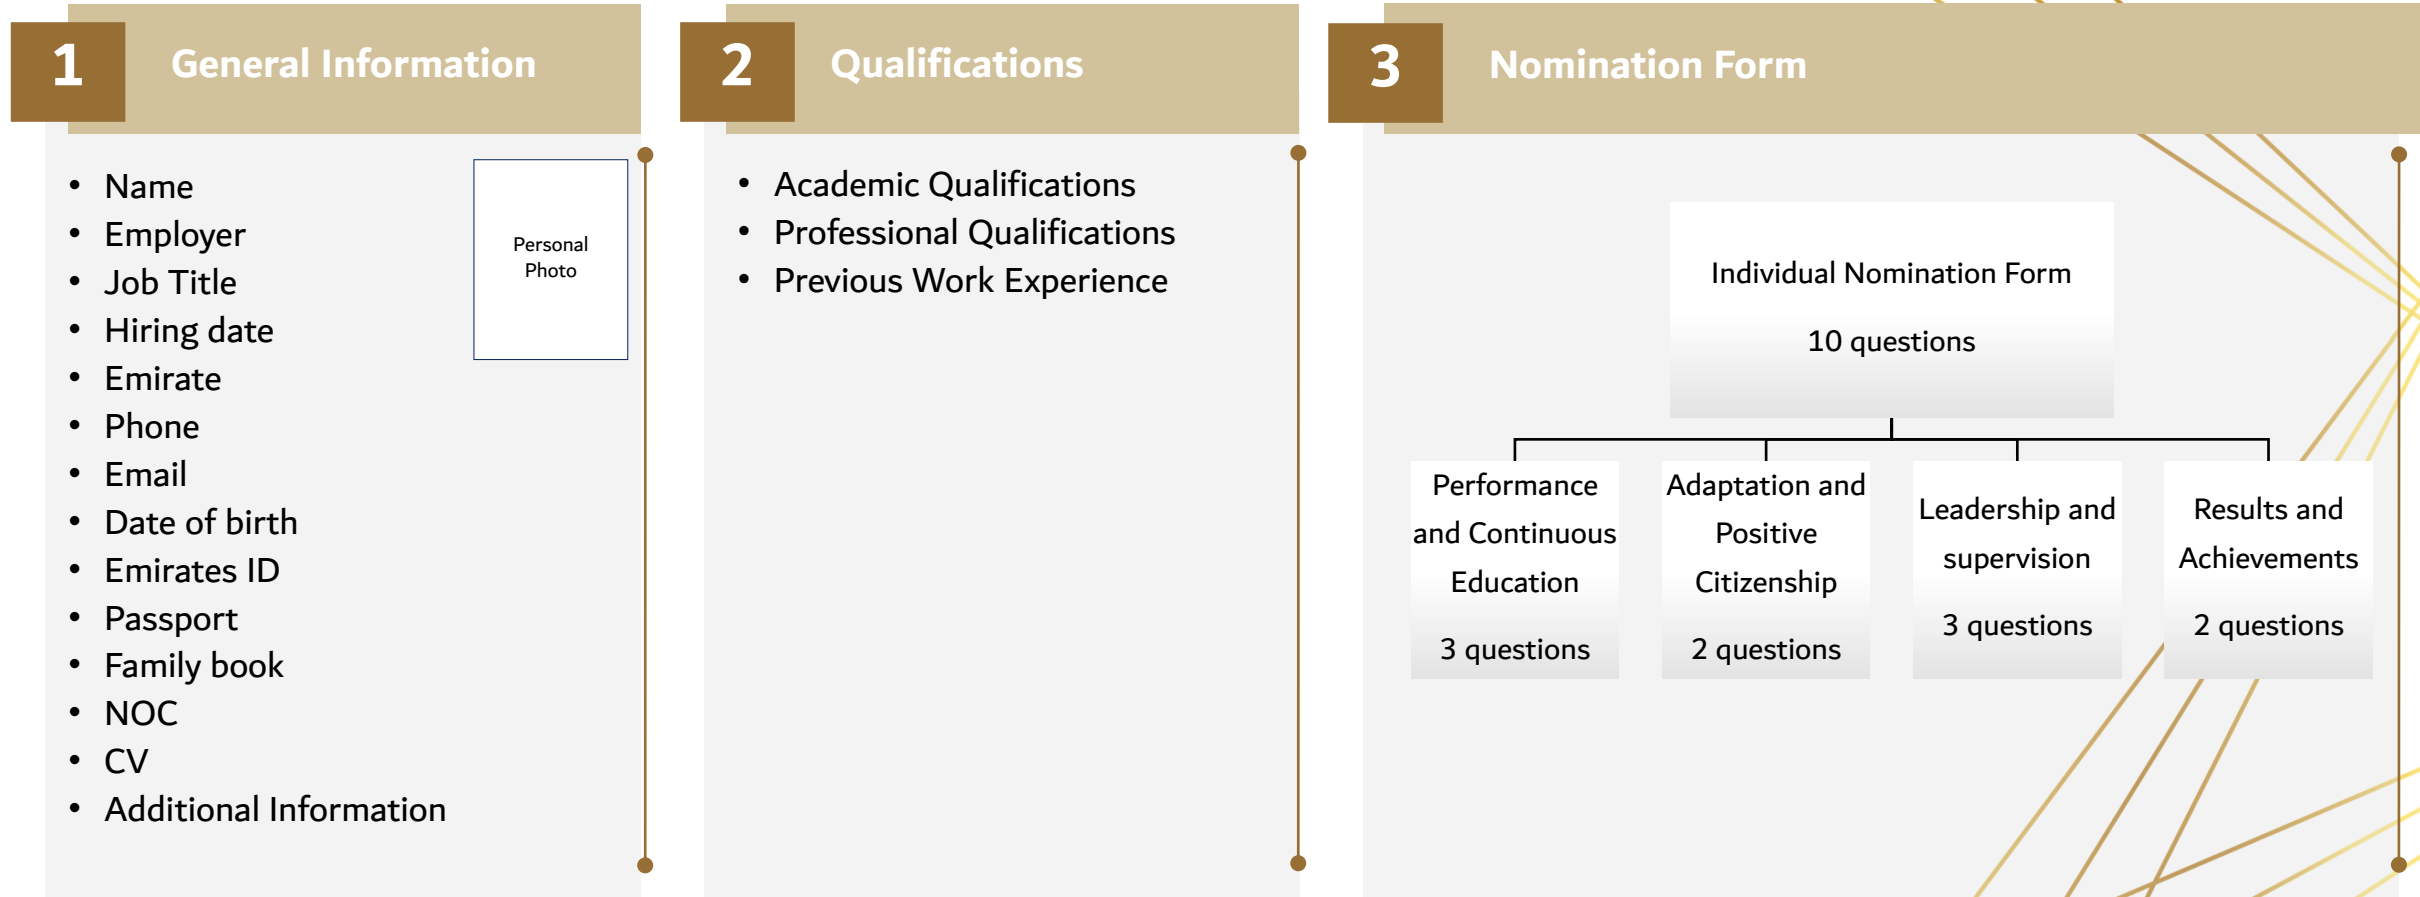 1
General Information
• Name
• Employer
• Job Title
• Hiring date
• Emirate
• Phone
• Email
• Date of birth
• Emirates ID
• Passport
• Family book
• NOC
• CV
• Additional Information
Personal
Photo
2
Qualifications
• Academic Qualifications
• Professional Qualifications
• Previous Work Experience
3
Nomination Form
Individual Nomination Form
10 questions
Performance
and Continuous
Education
3 questions
Adaptation and
Positive
Citizenship
2 questions
Leadership and
supervision
3 questions
Results and
Achievements
2 questions